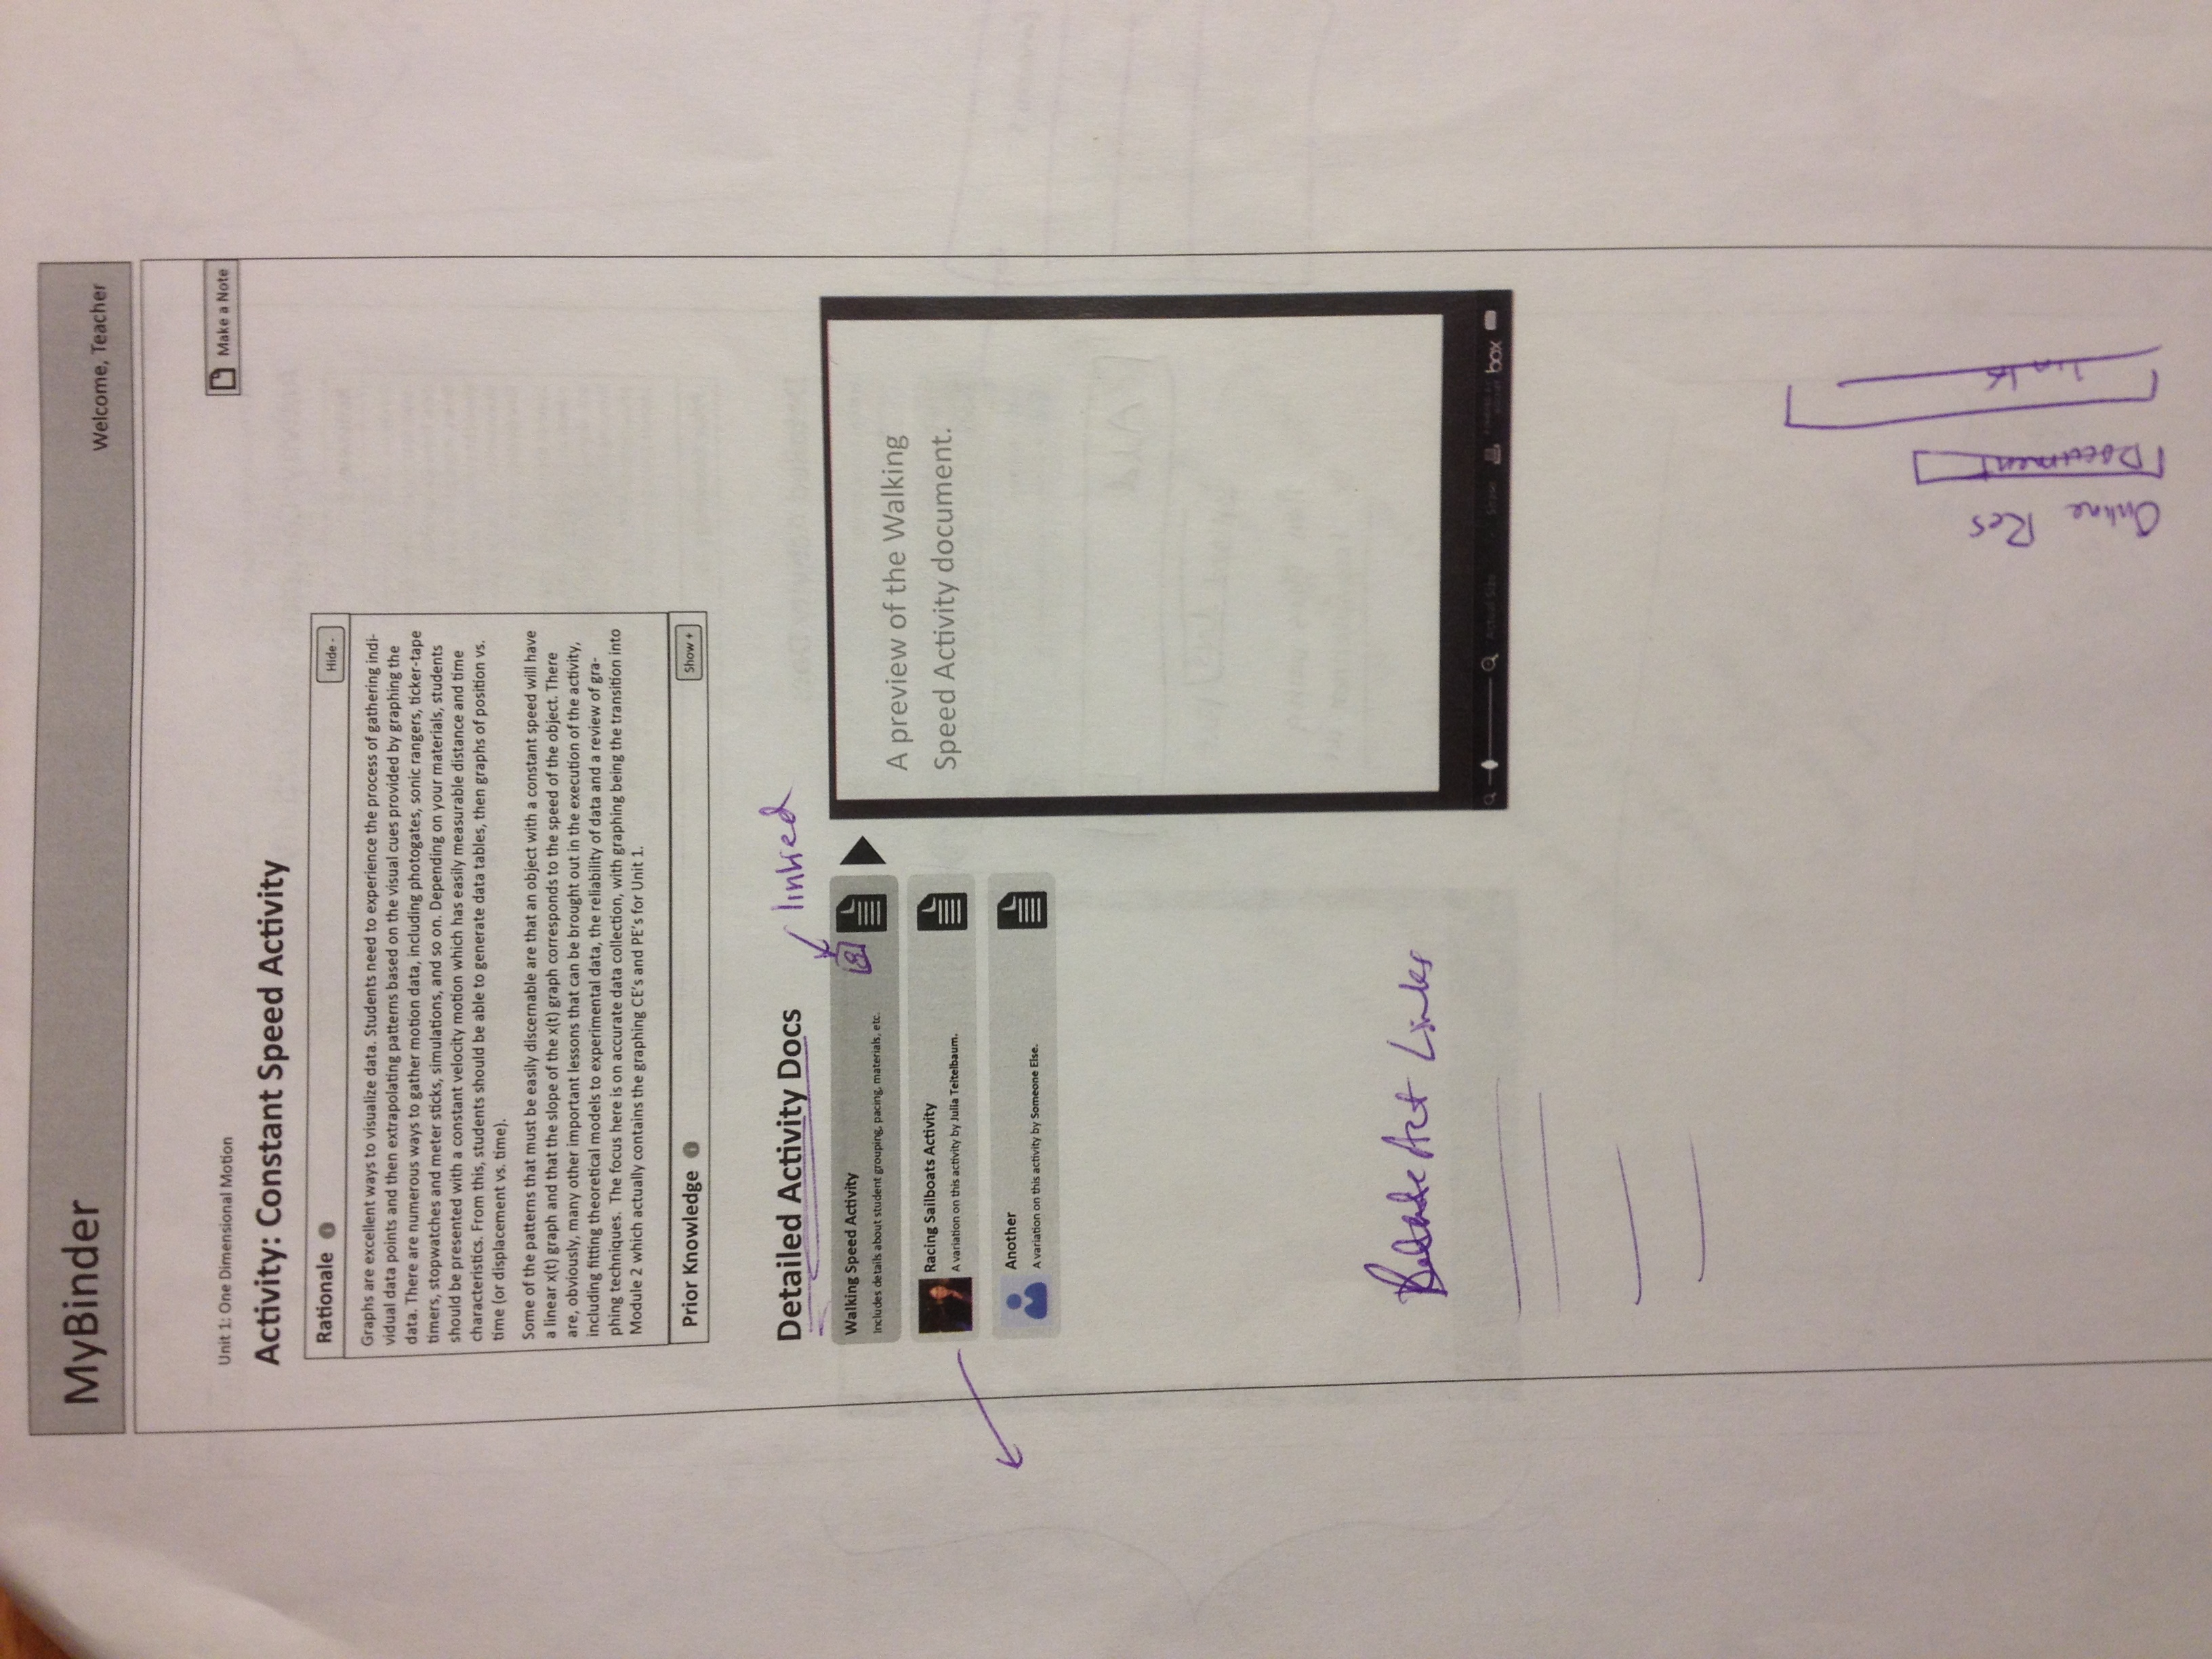 MyBinder
Welcome, Teacher
Unit 1: One Dimensional Motion
Make a Note
Activity: Constant Speed Activity
Rationale
Hide -
Graphs are excellent ways to visualize data. Students need to experience the process of gathering indi-
vidual data points and then extrapolating patterns based on the visual cues provided by graphing the
data. There are numerous ways to gather motion data, including photogates, sonic rangers, ticker-tape
timers, stopwatches and meter sticks, simulations, and so on. Depending on your materials, students
should be presented with a constant velocity motion which has easily measurable distance and time
characteristics. From this, students should be able to generate data tables, then graphs of position vs.
time (or displacement vs. time).
Some of the patterns that must be easily discernable are that an object with a constant speed will have
a linear x(t) graph and that the slope of the x(t) graph corresponds to the speed of the object. There
are, obviously, many other important lessons that can be brought out in the execution of the activity,
including fitting theoretical models to experimental data, the reliability of data and a review of gra-
phing techniques. The focus here is on accurate data collection, with graphing being the transition into
Module 2 which actually contains the graphing CE's and PE's for Unit 1.
Prior Knowledge
Show +
Detailed Activity Docs
linked
Walking Speed Activity
Includes details about student grouping, pacing, materials, etc.
Racing Sailboats Activity
A variation on this activity by Julia Teitelbaum.
Another
A variation on this activity by Someone Else.
A preview of the Walking
Speed Activity document.
Act Links
Actual Size
Share
box
Online Res
Document
Link